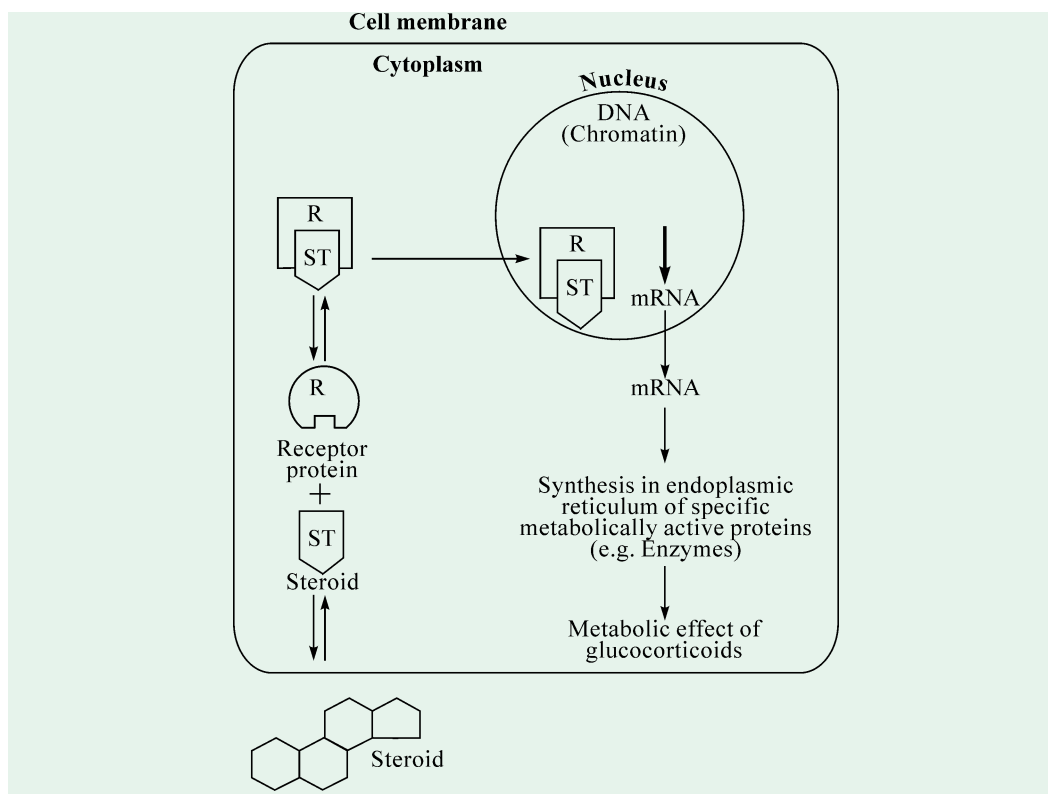 Cell membrane
Cytoplasm
Nucleus
DNA
(Chromatin)
R
ST
R
ST
mRNA
R
mRNA
Receptor
protein
+
ST
Steroid
Synthesis in endoplasmic
reticulum of specific
metabolically active proteins
(e.g. Enzymes)
Metabolic effect of
glucocorticoids
Steroid